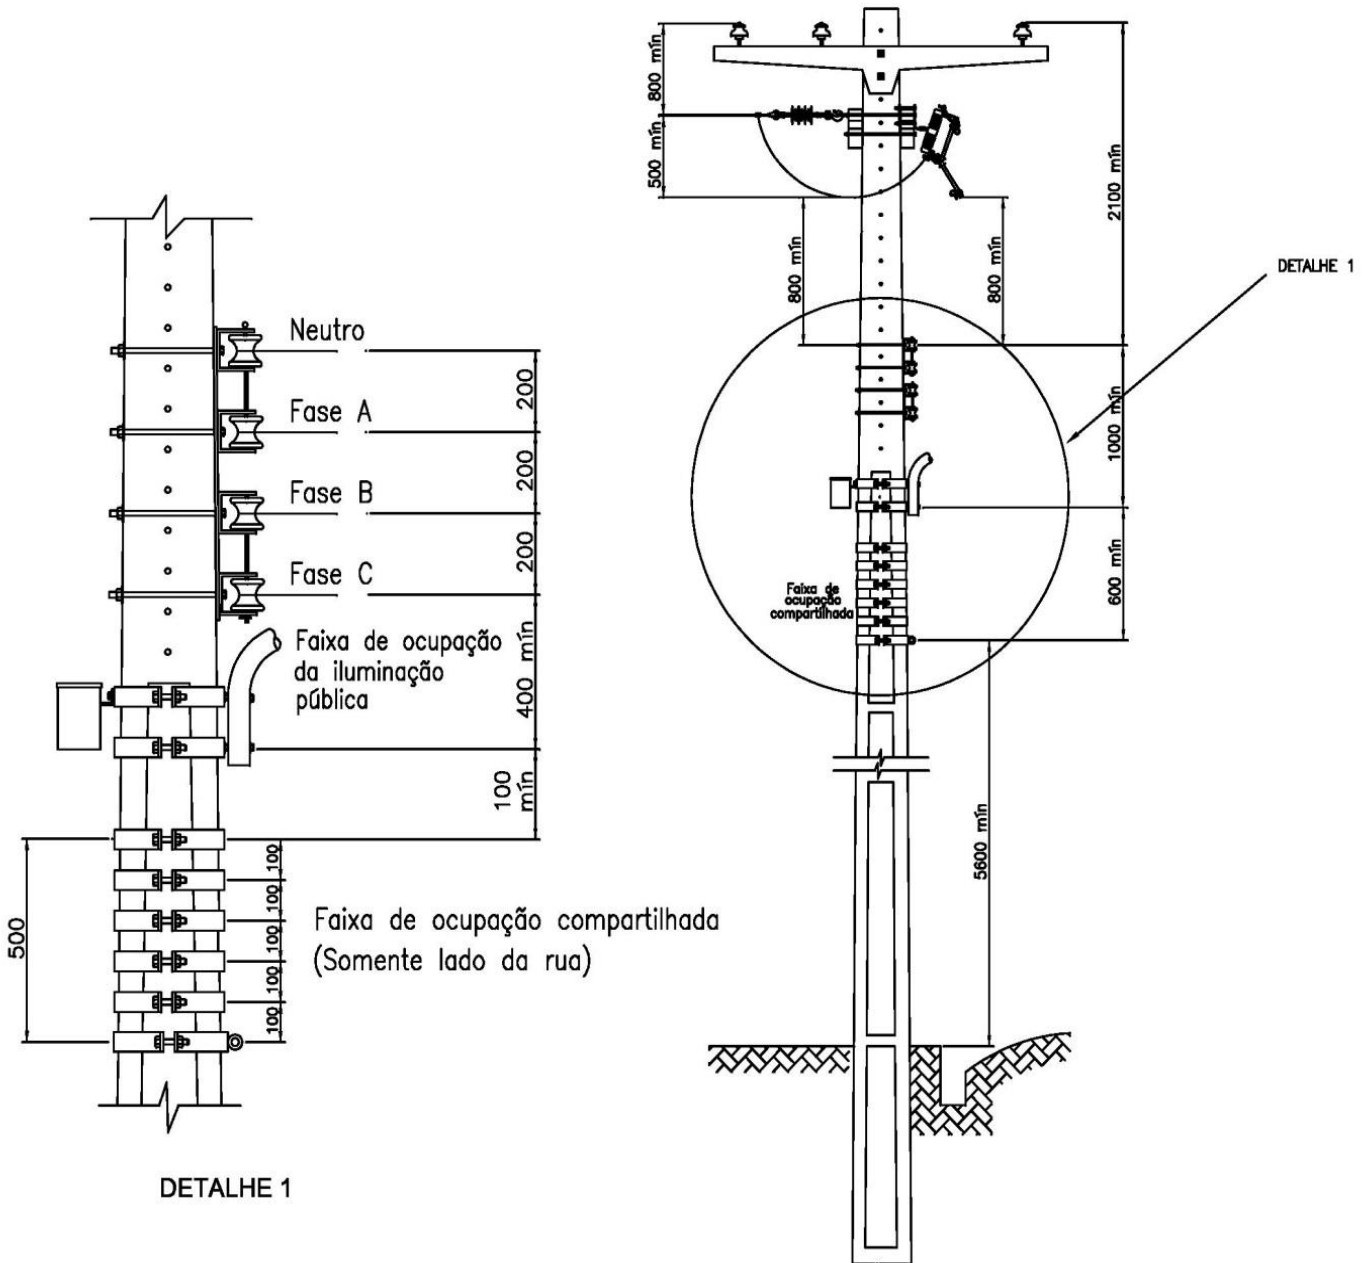 Neutro
200
Fase A
200
Fase B
200
Fase C
Faixa de ocupação
da iluminação
pública
400 mín
100
mín
500
100
100
100
100
100
Faixa de ocupação compartilhada
(Somente lado da rua)
DETALHE 1
800 mín
500 mín
800 mín
800 mín
2100 mín
DETALHE 1
1000 mín
600 mín
Faixa de
ocupação
compartilhada
5600 mín